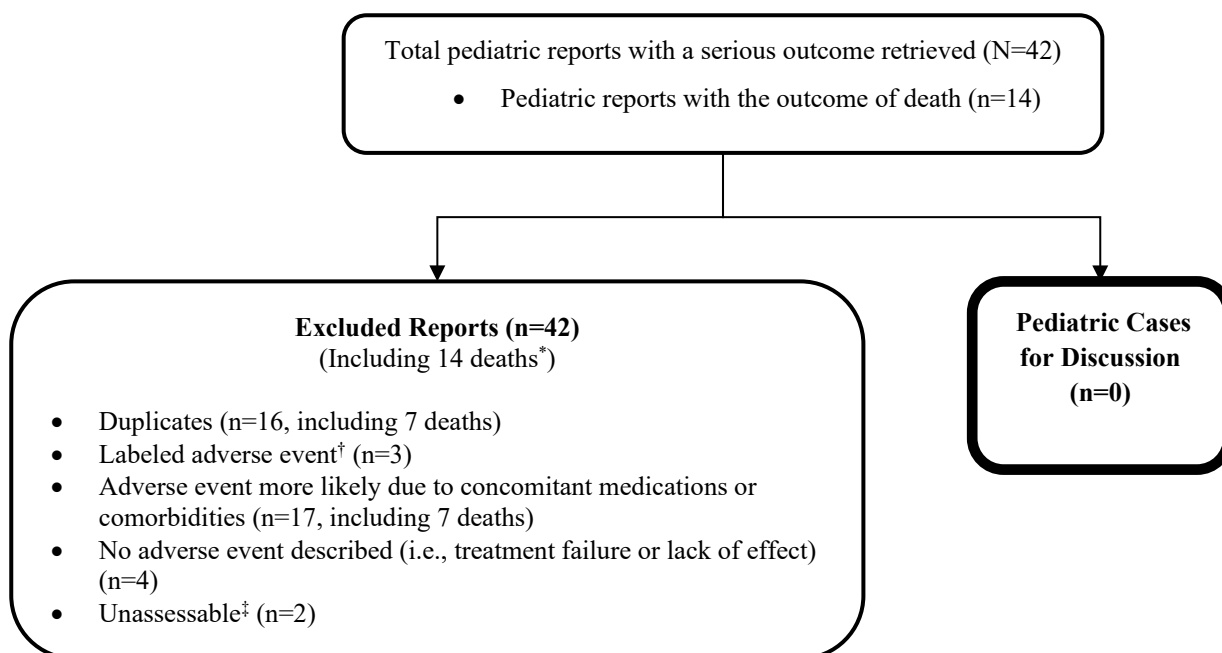 Total pediatric reports with a serious outcome retrieved (N=42)
• Pediatric reports with the outcome of death (n=14)
Excluded Reports (n=42)
(Including 14 deaths*)
• Duplicates (n=16, including 7 deaths)
• Labeled adverse event† (n=3)
• Adverse event more likely due to concomitant medications or
comorbidities (n=17, including 7 deaths)
• No adverse event described (i.e., treatment failure or lack of effect)
(n=4)
• Unassessable‡ (n=2)
Pediatric Cases
for Discussion
(n=0)